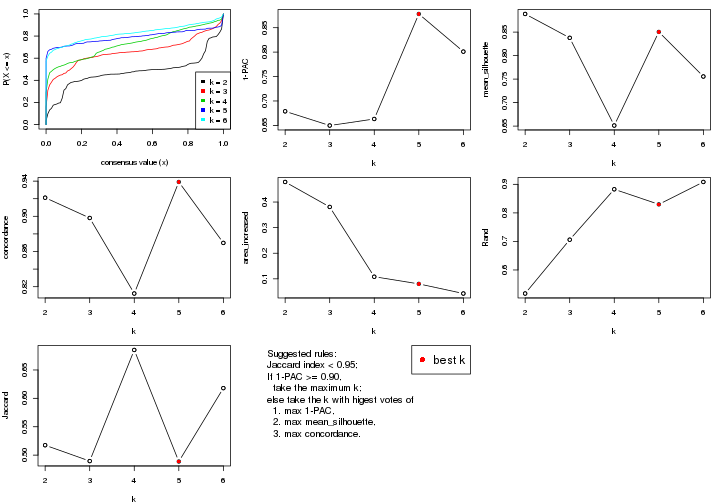 P(X <= x)
0.0 0.2 0.4 0.6 0.8 1.0
k = 2
k = 3
k = 4
k = 5
k = 6
0.0 0.2 0.4 0.6 0.8 1.0
consensus value (x)
1-PAC
0.65 0.70 0.75 0.80 0.85
2 3 4 5 6
k
mean_silhouette
0.65 0.70 0.75 0.80 0.85
2 3 4 5 6
k
concordance
0.82 0.86 0.90 0.94
2 3 4 5 6
k
area_increased
0.1 0.2 0.3 0.4
2 3 4 5 6
k
Rand
0.6 0.7 0.8 0.9
2 3 4 5 6
k
Jaccard
0.50 0.55 0.60 0.65
2 3 4 5 6
k
Suggested rules:
Jaccard index < 0.95;
If 1-PAC >= 0.90,
take the maximum k;
else take the k with higest votes of
1. max 1-PAC,
2. max mean_silhouette,
3. max concordance.
best k